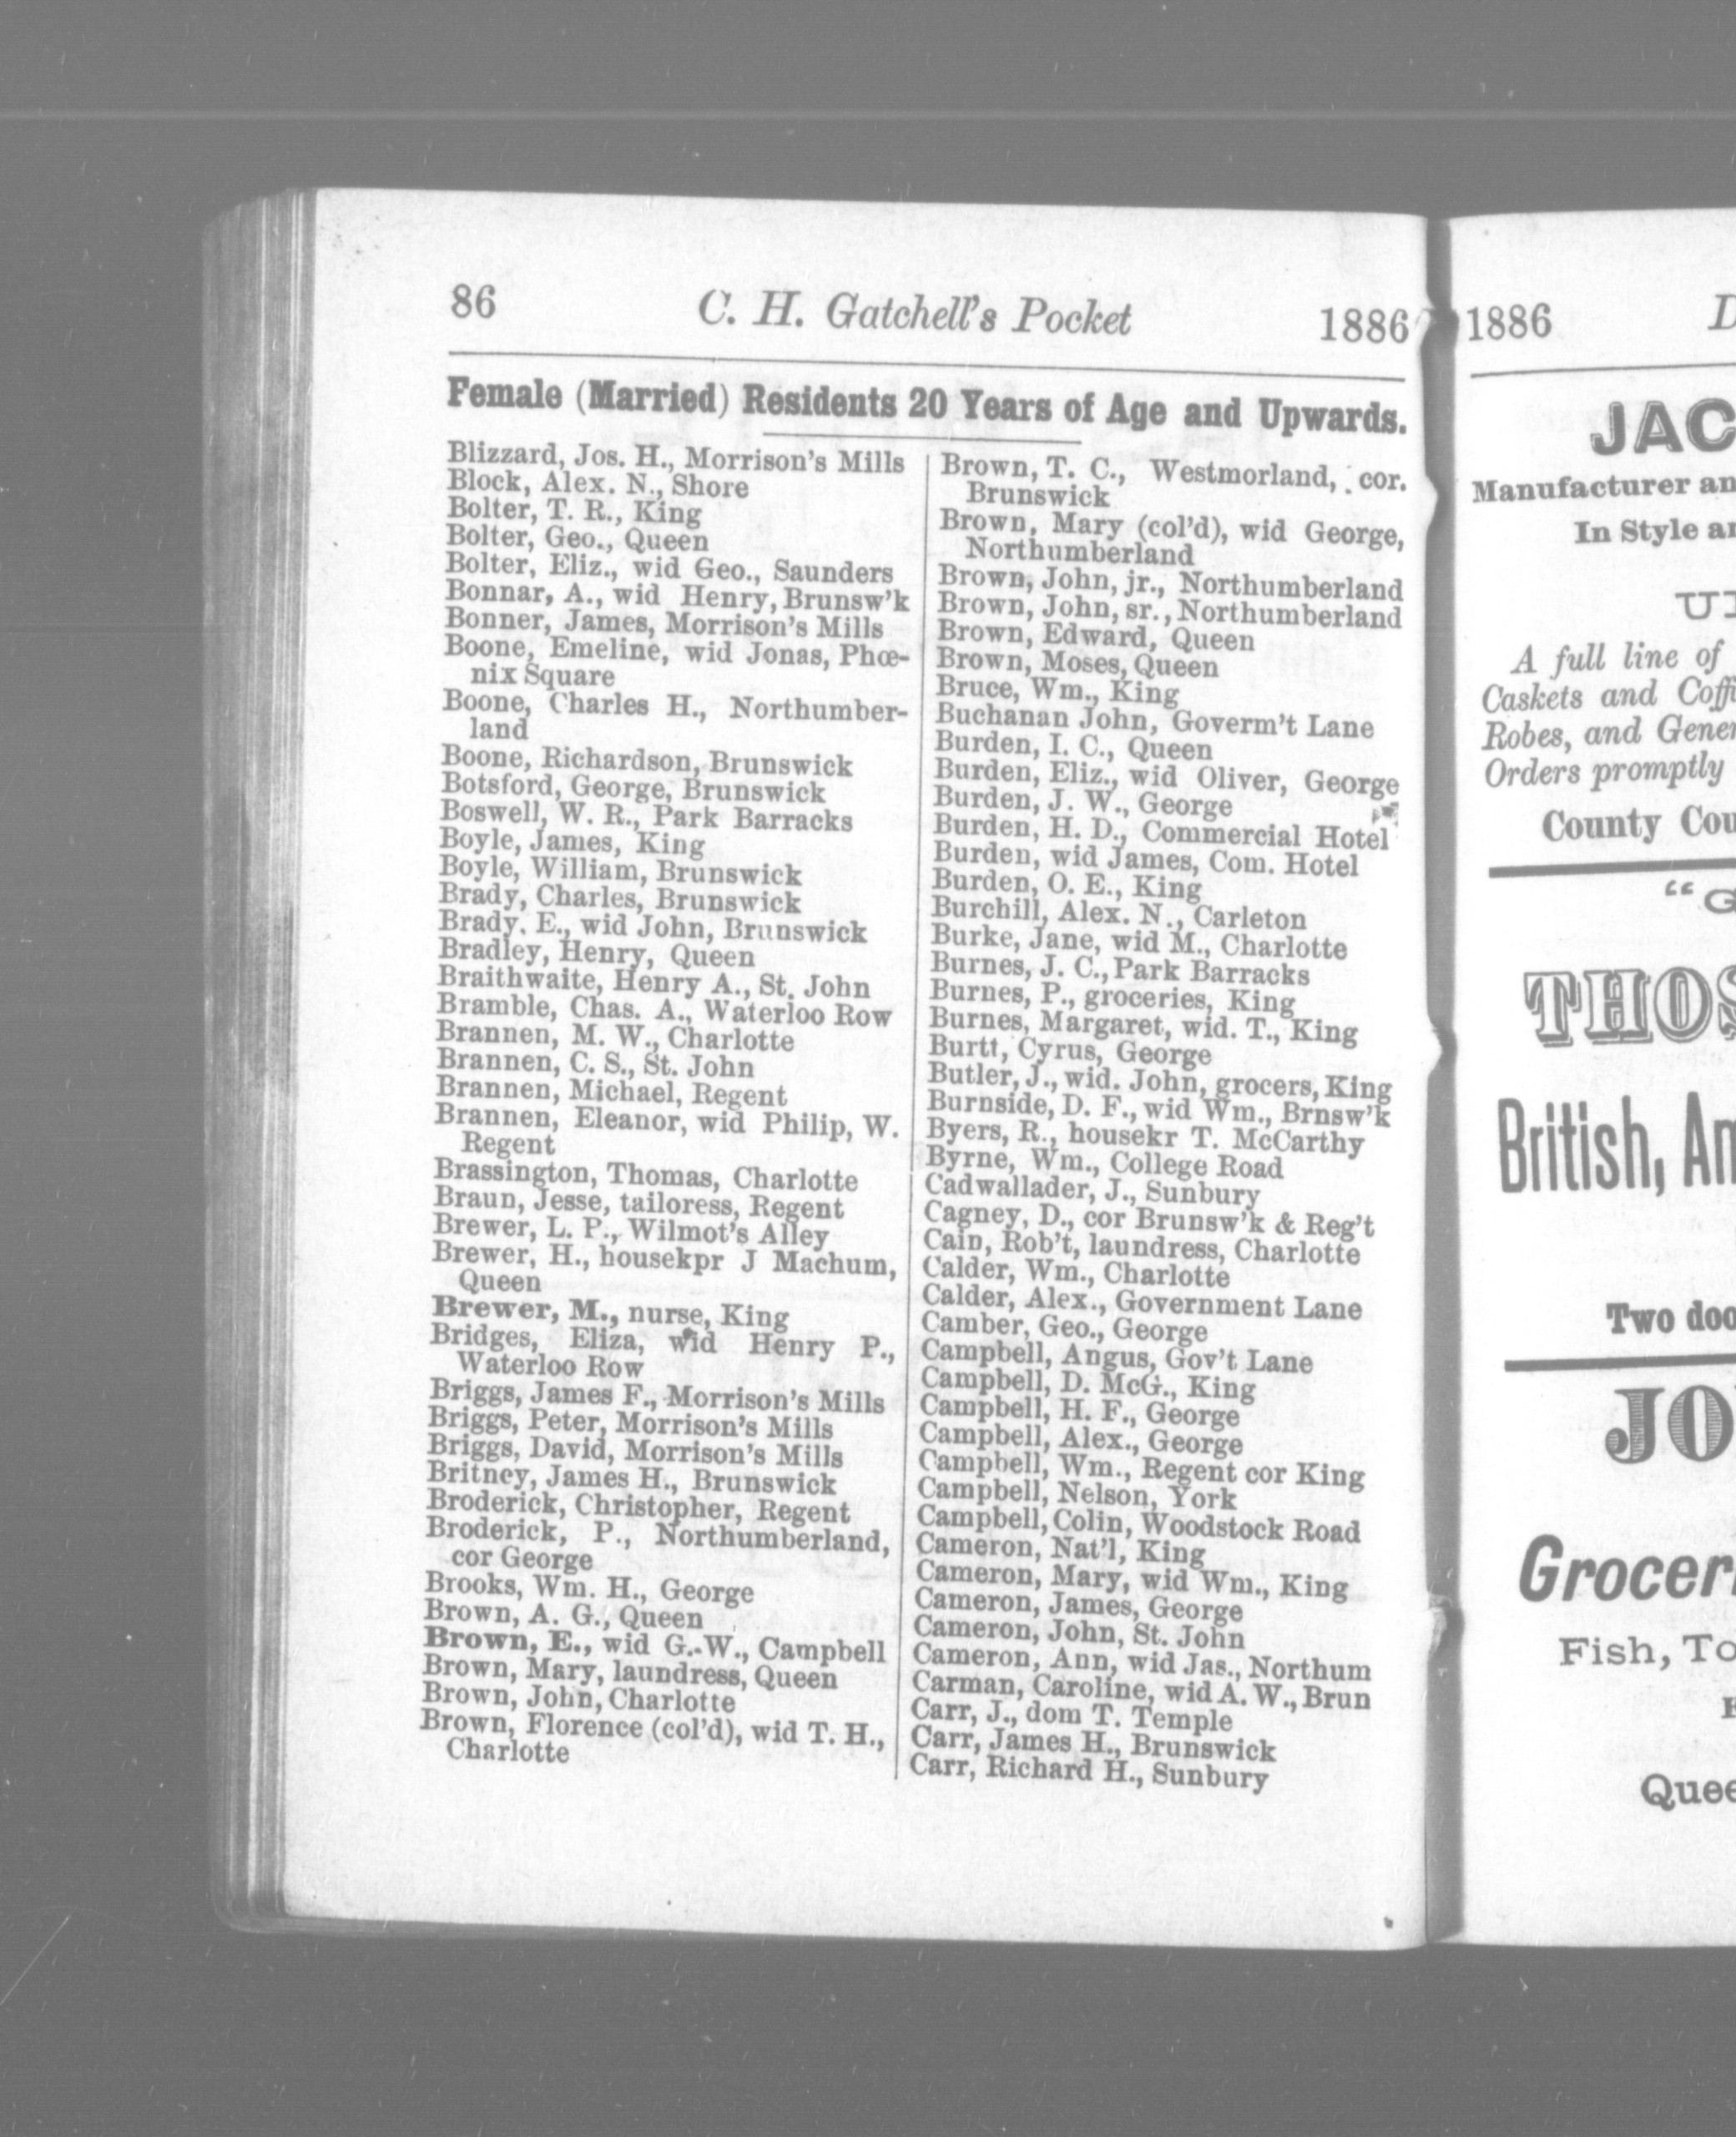 86 C. H. Gatchell's Pocket 1886
Female (Married) Residents 20 Years of Age and Upwards.
Blizzard, Jos. H., Morrison's Mills
Block, Alex. N., Shore
Bolter, T. R., King
Bolter, Geo., Queen
Bolter, Eliz., wid Geo., Saunders
Bonnar, A., wid Henry, Brunsw'k
Bonner, James, Morrison's Mills
Boone, Emeline, wid Jonas, Phœ-
nix Square
Boone, Charles H., Northumber-
land
Boone, Richardson, Brunswick
Botsford, George, Brunswick
Boswell, W. R., Park Barracks
Boyle, James, King
Boyle, William, Brunswick
Brady, Charles, Brunswick
Brady. E., wid John, Brunswick
Bradley, Henry, Queen
Braithwaite, Henry A., St. John
Bramble, Chas. A., Waterloo Row
Brannen, M. W., Charlotte
Brannen, C. S., St. John
Brannen, Michael, Regent
Brannen, Eleanor, wid Philip, W.
Regent
Brassington, Thomas, Charlotte
Braun, Jesse, tailoress, Regent
Brewer, L. P., Wilmot's Alley
Brewer, H., housekpr J Machum,
Queen
Brewer, M., nurse, King
Bridges, Eliza, wid Henry P.,
Waterloo Row
Briggs, James F., Morrison's Mills
Briggs, Peter, Morrison's Mills
Briggs, David, Morrison's Mills
Britney, James H., Brunswick
Broderick, Christopher, Regent
Broderick, P., Northumberland,
cor George
Brooks, Wm. H., George
Brown, A. G., Queen
Brown, E., wid G. W., Campbell
Brown, Mary, laundress, Queen
Brown, John, Charlotte
Brown, Florence (col'd), wid T. H.,
Charlotte
Brown, T. C., Westmorland, cor.
Brunswick
Brown, Mary (col'd), wid George,
Northumberland
Brown, John, jr., Northumberland
Brown, John, sr., Northumberland
Brown, Edward, Queen
Brown, Moses, Queen
Bruce, Wm., King
Buchanan John, Goverm't Lane
Burden, I. C., Queen
Burden, Eliz., wid Oliver, George
Burden, J. W., George
Burden, H. D., Commercial Hotel
Burden, wid James, Com. Hotel
Burden, O. E., King
Burchill, Alex. N., Carleton
Burke, Jane, wid M., Charlotte
Burnes, J. C., Park Barracks
Burnes, P., groceries, King
Burnes, Margaret, wid. T., King
Burtt, Cyrus, George
Butler, J., wid. John, grocers, King
Burnside, D. F., wid Wm., Brnsw'k
Byers, R., housekr T. McCarthy
Byrne, Wm., College Road
Cadwallader, J., Sunbury
Cagney, D., cor Brunsw'k & Reg't
Cain, Rob't, laundress, Charlotte
Calder, Wm., Charlotte
Calder, Alex., Government Lane
Camber, Geo., George
Campbell, Angus, Gov't Lane
Campbell, D. McG., King
Campbell, H. F., George
Campbell, Alex., George
Campbell, Wm., Regent cor King
Campbell, Nelson, York
Campbell, Colin, Woodstock Road
Cameron, Nat'l, King
Cameron, Mary, wid Wm., King
Cameron, James, George
Cameron, John, St. John
Cameron, Ann, wid Jas., Northum
Carman, Caroline, wid A. W., Brun
Carr, J., dom T. Temple
Carr, James H., Brunswick
Carr, Richard H., Sunbury
1886
JAC
Manufacturer an
In Style
A full line of
Caskets and Coffi
Robes, and Gener
Orders promptly
County Cou
"G
THOS
British, Am
Two doo
JO
Grocer
Fish, To
Quee